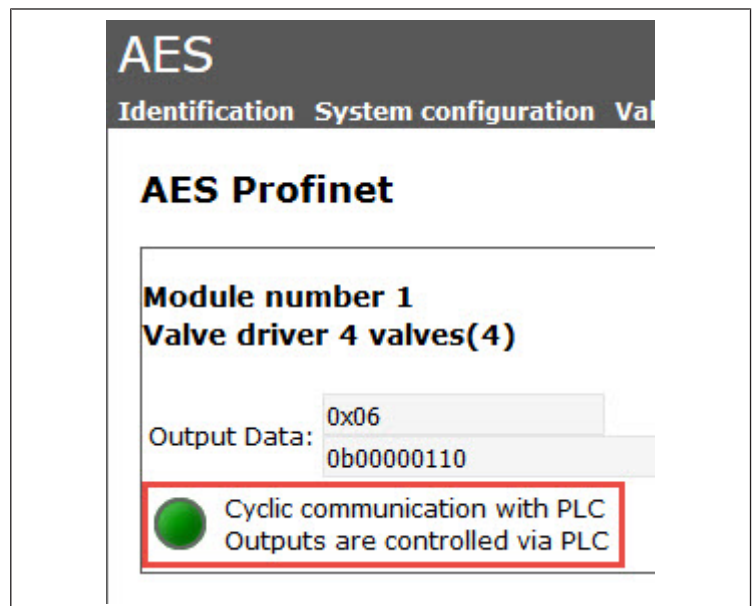 AES
Identification System configuration Val
AES Profinet
Module number 1
Valve driver 4 valves(4)
Output Data:
0x06
0b00000110
Cyclic communication with PLC
Outputs are controlled via PLC